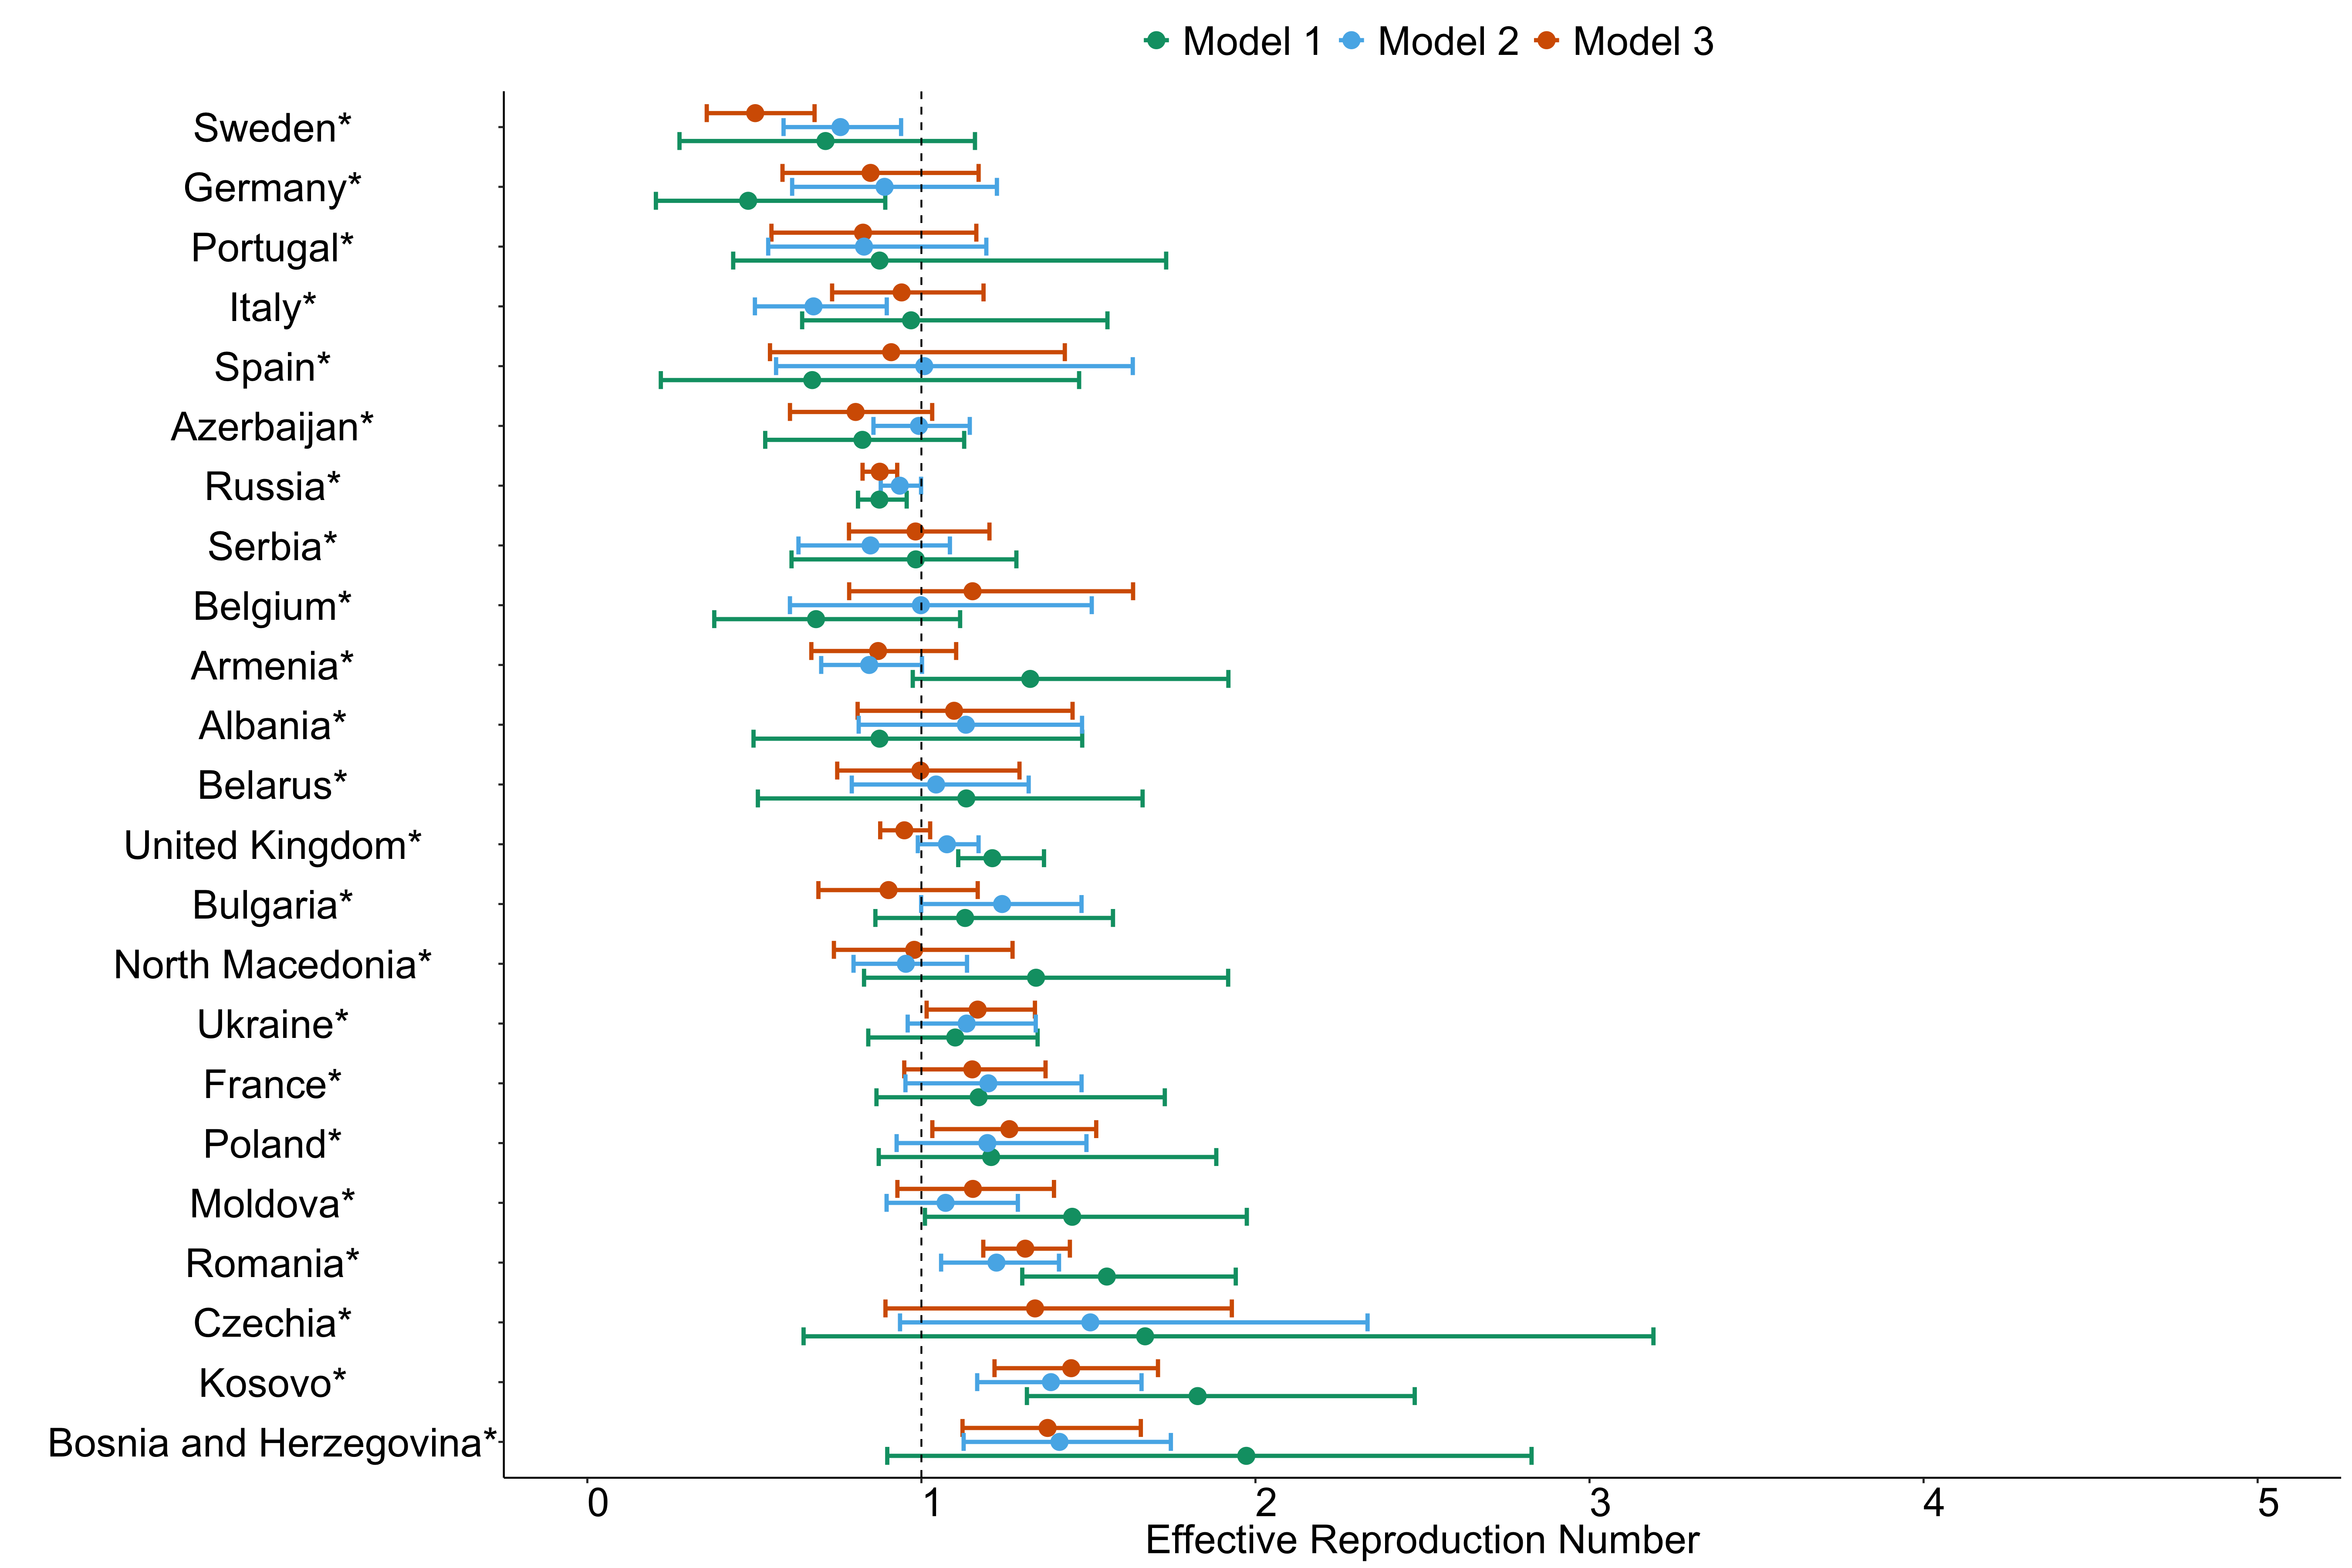 Model 1 Model 2 Model 3
Sweden*
Germany*
Portugal*
Italy*
Spain*
Azerbaijan*
Russia*
Serbia*
Belgium*
Armenia*
Albania*
Belarus*
United Kingdom*
Bulgaria*
North Macedonia*
Ukraine*
France*
Poland*
Moldova*
Romania*
Czechia*
Kosovo*
Bosnia and Herzegovina*
0 1 2 3 4 5
Effective Reproduction Number